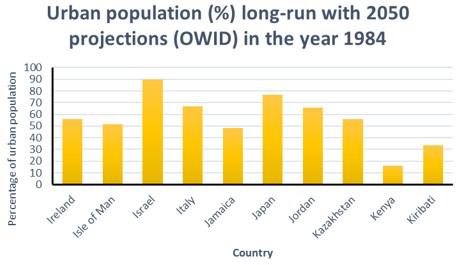 Urban population (%) long-run with 2050
projections (OWID) in the year 1984
Percentage of urban population
100
90
80
70
60
50
40
30
20
10
0
Ireland
Isle of Man
Israel
Italy
Jamaica
Japan
Jordan
Kazakhstan
Kenya
Kiribati
Country